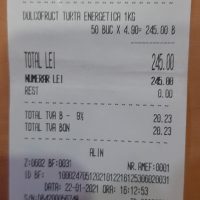 DULCOFRUCT TURTA ENERGETICA 1KG
50 BUC X 4.90= 245.00 B
TOTAL LEI 245.00
NUMERAR LEI 245.00
REST 0.00
TOTAL TVA B - 9% 20.23
TOTAL TVA BON 20.23
ALIN
Z:0682 BF:0031 NR.AMEF:0001
DATA: 22-01-2021 ORA: 16:12:53